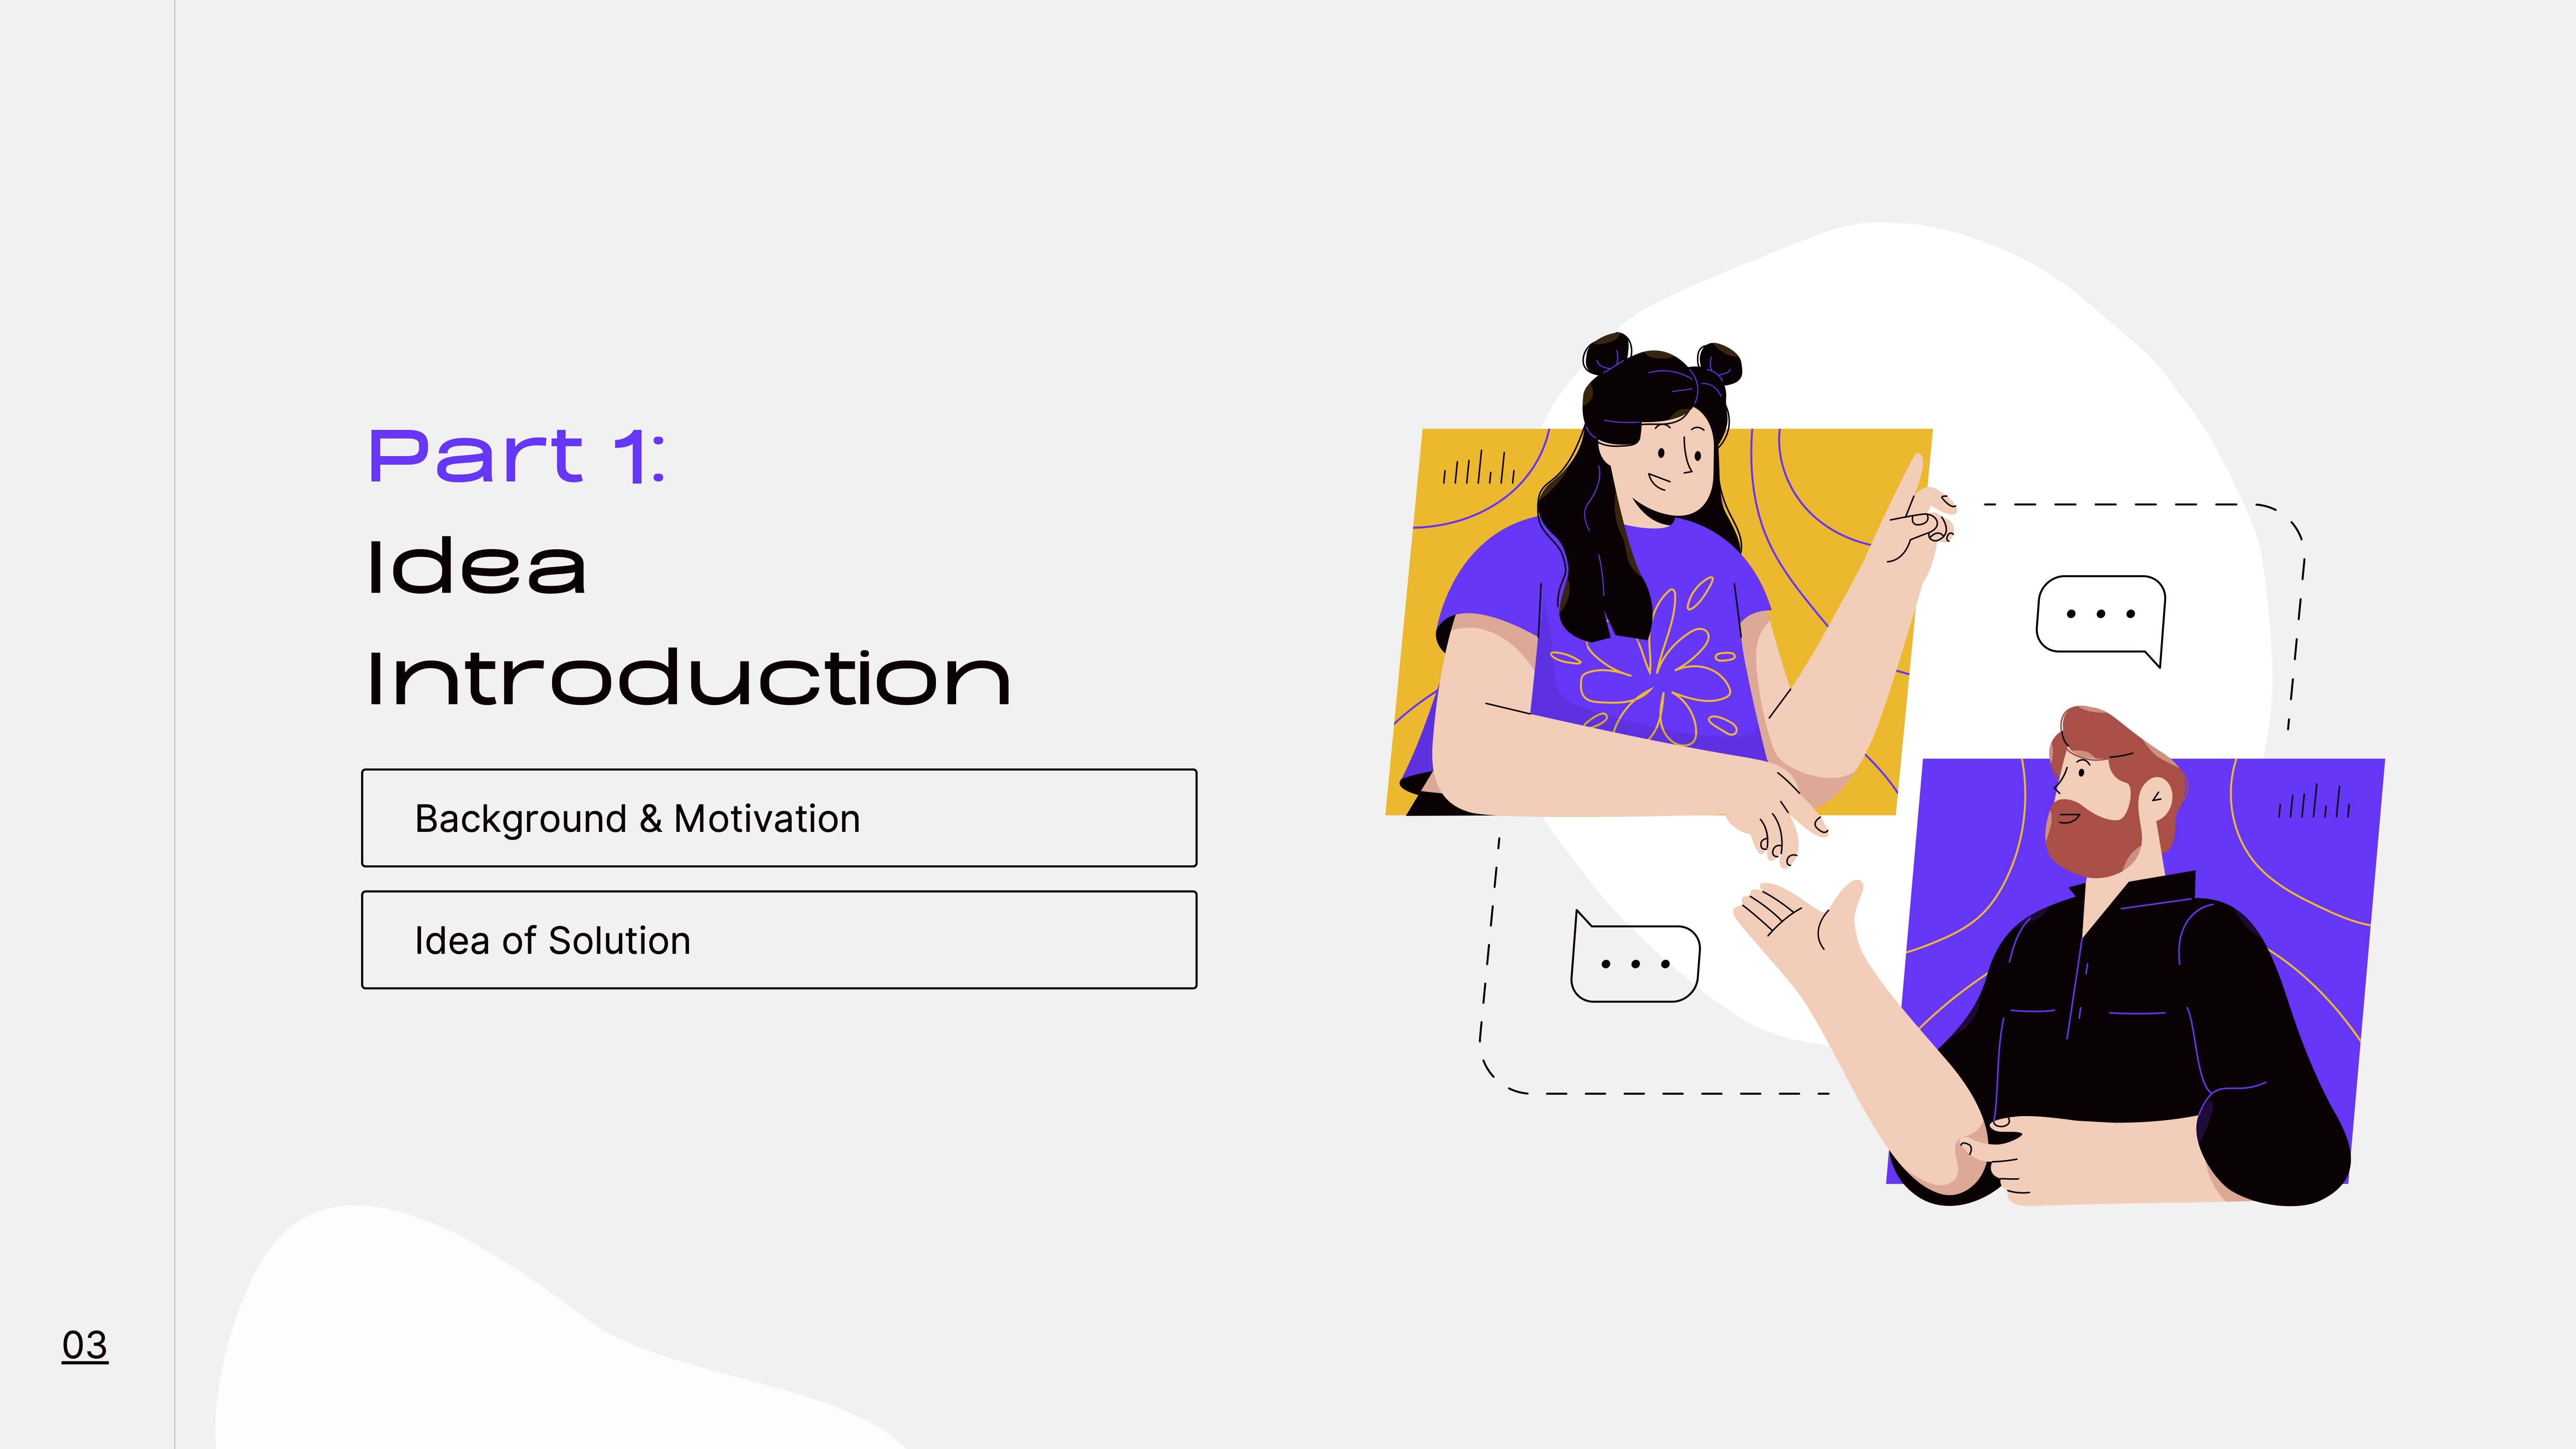 Part 1:
Idea
Introduction
Background & Motivation
Idea of Solution
03